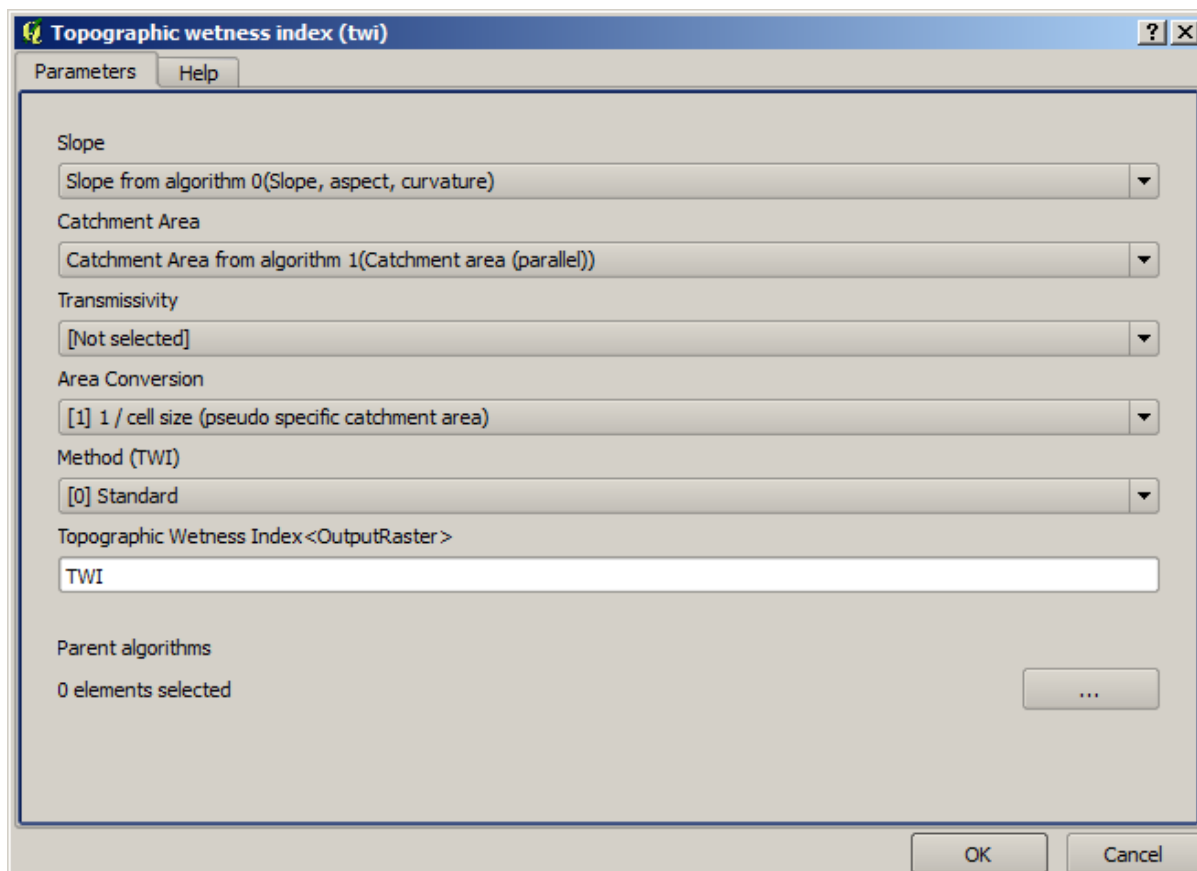 Topographic wetness index (twi)
Parameters Help
Slope
Slope from algorithm 0(Slope, aspect, curvature)
Catchment Area
Catchment Area from algorithm 1(Catchment area (parallel))
Transmissivity
[Not selected]
Area Conversion
[1] 1 / cell size (pseudo specific catchment area)
Method (TWI)
[0] Standard
Topographic Wetness Index<OutputRaster>
TWI
Parent algorithms
0 elements selected ...
OK Cancel